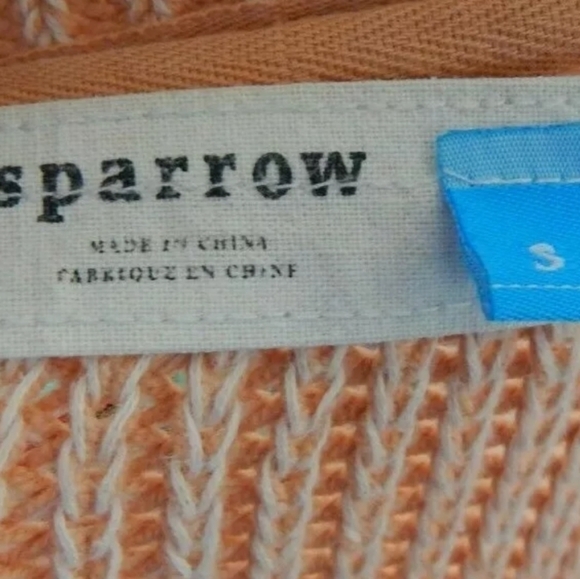 sparrow
MADE IN CHINA
FABRIQUE EN CHINE
S